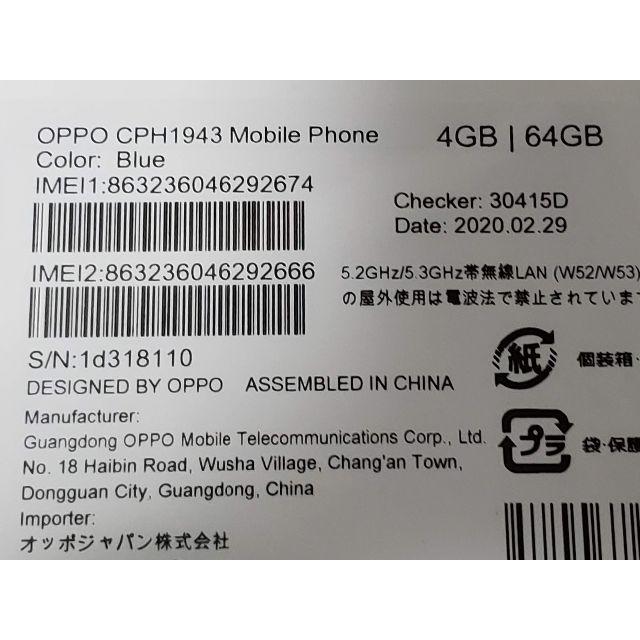 OPPO CPH1943 Mobile Phone 4GB | 64GB
Color: Blue
IMEI1:863236046292674
Checker: 30415D
Date: 2020.02.29
IMEI2:863236046292666
5.2GHz/5.3GHz帯無線LAN (W52/W53)
の屋外使用は電波法で禁止されていま
S/N:1d318110
紙 個装箱・
DESIGNED BY OPPO ASSEMBLED IN CHINA
Manufacturer:
Guangdong OPPO Mobile Telecommunications Corp., Ltd.
プラ 袋・保護
No. 18 Haibin Road, Wusha Village, Chang'an Town,
Dongguan City, Guangdong, China
Importer:
オッポジャパン株式会社